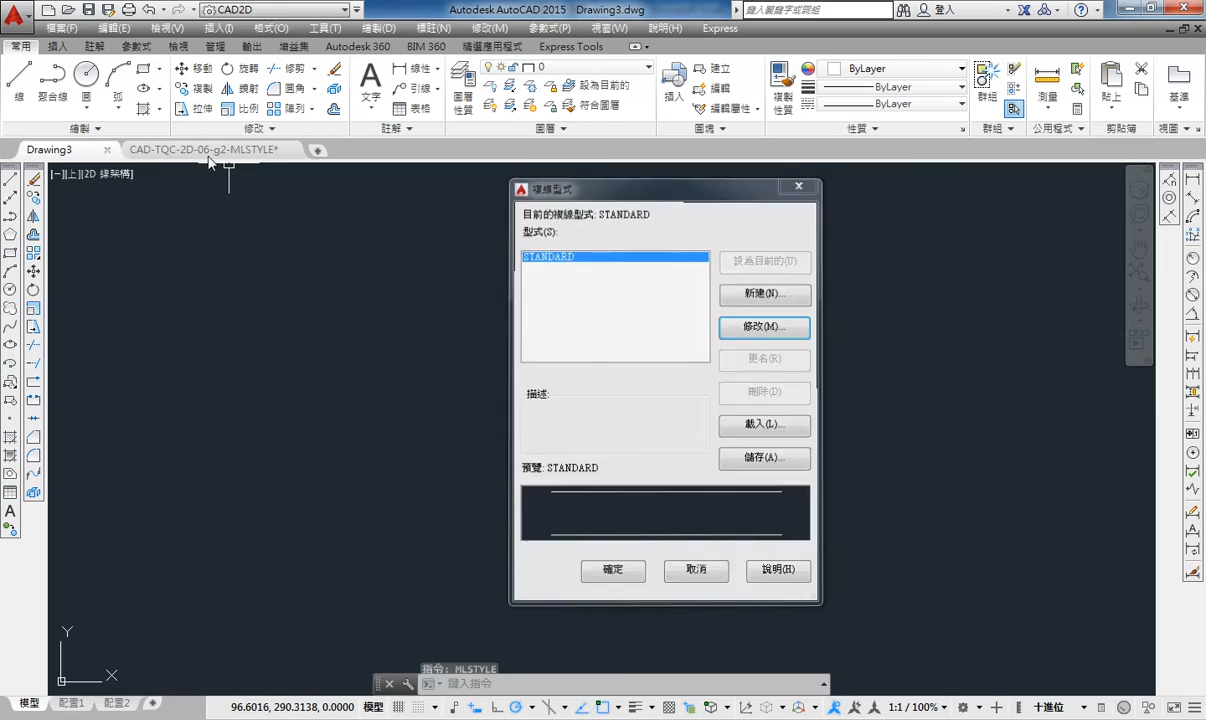 CAD2D
Autodesk AutoCAD 2015 Drawing3.dwg
鍵入關鍵字或詞組
登入
檔案(F) 編輯(E) 檢視(V) 插入(I) 格式(O) 工具(T) 繪製(D) 標註(N) 修改(M) 參數式(P) 視窗(W) 說明(H) Express
常用 插入 註解 參數式 檢視 管理 輸出 增益集 Autodesk 360 BIM 360 精選應用程式 Express Tools
線 聚合線 圓 弧
移動 旋轉 修剪
複製 鏡射 圓角
拉伸 比例 陣列
文字 線性
引線
表格
圖層性質 0
設為目前的
符合圖層
插入 建立
編輯
編輯屬性
複製性質 ByLayer
ByLayer
ByLayer
群組 測量 貼上 基準
繪製 修改 註解 圖層 圖塊 性質 群組 公用程式 剪貼簿 視圖
Drawing3 CAD-TQC-2D-06-g2-MLSTYLE*
[−][上][2D 線架構]
複線型式
目前的複線型式: STANDARD
型式(S):
STANDARD
設為目前的(U)
新建(N)...
修改(M)...
更名(R)
刪除(D)
載入(L)...
儲存(A)...
描述:
預覽: STANDARD
確定 取消 說明(H)
Y
X
指令: MLSTYLE
鍵入指令
模型 配置1 配置2
96.6016, 290.3138, 0.0000 模型 1:1 / 100% 十進位